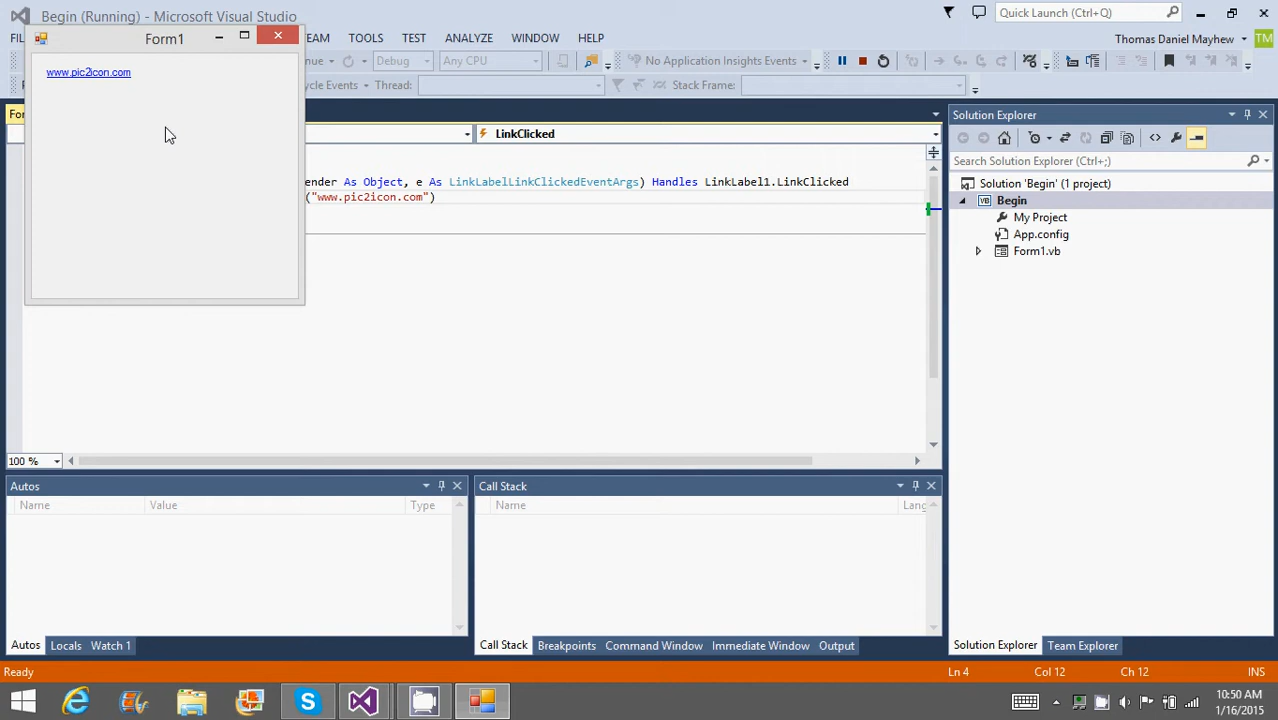 Begin (Running) - Microsoft Visual Studio
Quick Launch (Ctrl+Q)
Form1
TEAM TOOLS TEST ANALYZE WINDOW HELP
Thomas Daniel Mayhew
TM
Debug Any CPU No Application Insights Events
Thread: Stack Frame:
www.pic2icon.com
LinkClicked
ender As Object, e As LinkLabelLinkClickedEventArgs) Handles LinkLabel1.LinkClicked
("www.pic2icon.com")
Solution Explorer
Search Solution Explorer (Ctrl+;)
Solution 'Begin' (1 project)
VB Begin
My Project
App.config
Form1.vb
100 %
Autos
Name Value Type
Call Stack
Name Lang
Autos Locals Watch 1
Call Stack Breakpoints Command Window Immediate Window Output
Solution Explorer Team Explorer
Ready Ln 4 Col 12 Ch 12 INS
10:50 AM
1/16/2015